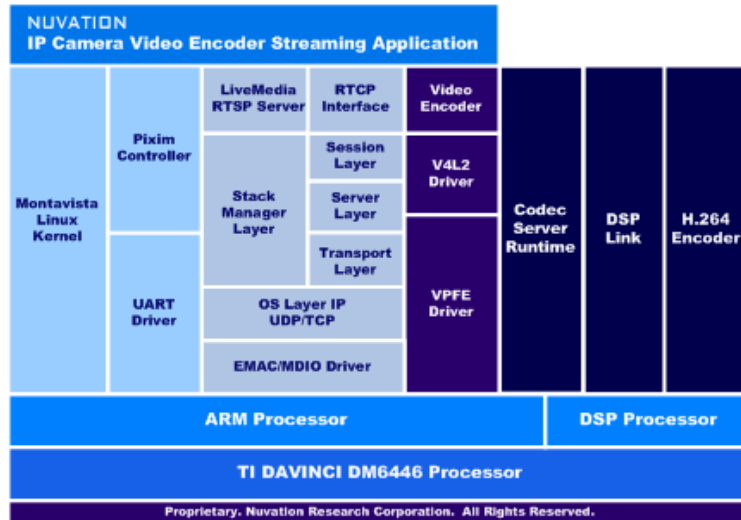 NUVATION
IP Camera Video Encoder Streaming Application
Montavista
Linux
Kernel
Pixim
Controller
UART
Driver
LiveMedia
RTSP Server
RTCP
Interface
Stack
Manager
Layer
Session
Layer
Server
Layer
Transport
Layer
OS Layer IP
UDP/TCP
EMAC/MDIO Driver
Video
Encoder
V4L2
Driver
VPFE
Driver
Codec
Server
Runtime
DSP
Link
H.264
Encoder
ARM Processor
DSP Processor
TI DAVINCI DM6446 Processor
Proprietary. Nuvation Research Corporation. All Rights Reserved.